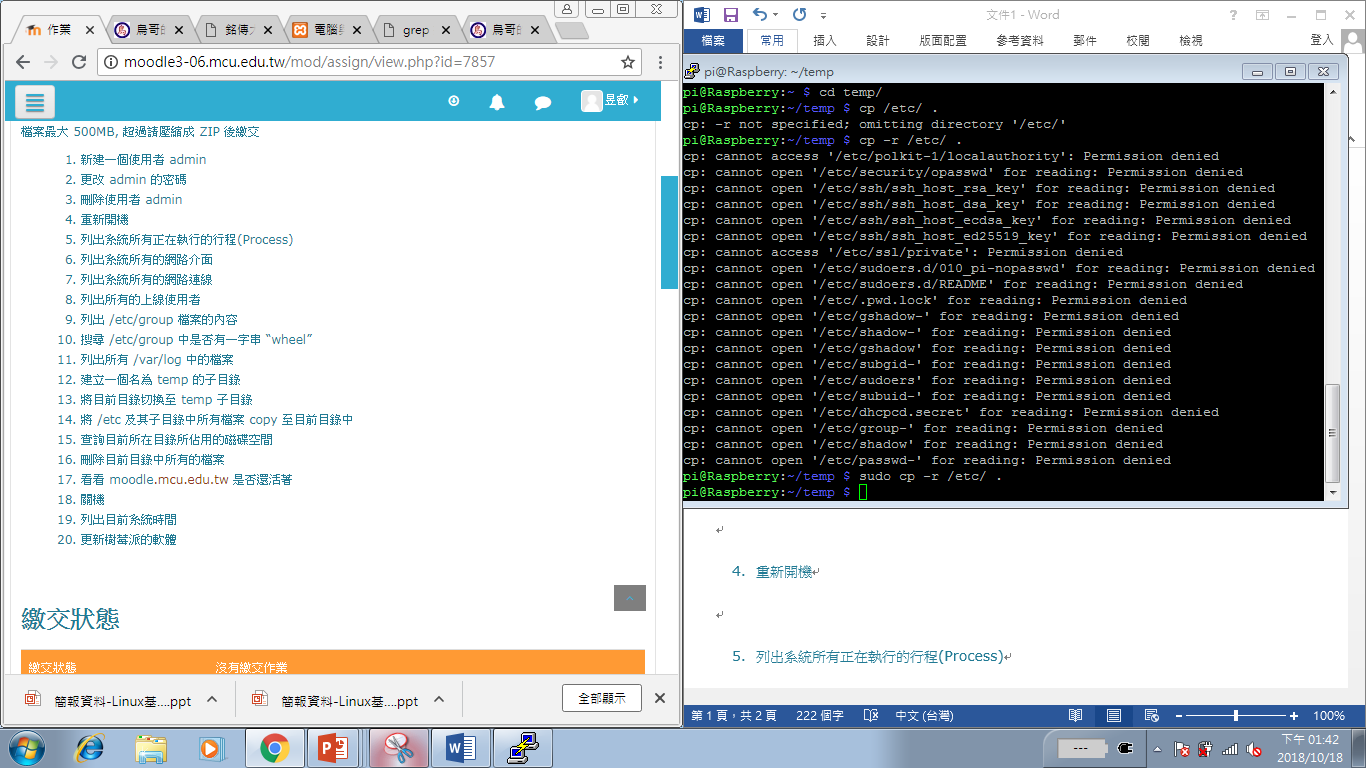 作業
鳥哥的
銘傳大
電腦教
grep
鳥哥的
moodle3-06.mcu.edu.tw/mod/assign/view.php?id=7857
昱叡
檔案最大 500MB, 超過請壓縮成 ZIP 後繳交
1. 新建一個使用者 admin
2. 更改 admin 的密碼
3. 刪除使用者 admin
4. 重新開機
5. 列出系統所有正在執行的行程(Process)
6. 列出系統所有的網路介面
7. 列出系統所有的網路連線
8. 列出所有的上線使用者
9. 列出 /etc/group 檔案的內容
10. 搜尋 /etc/group 中是否有一字串 “wheel”
11. 列出所有 /var/log 中的檔案
12. 建立一個名為 temp 的子目錄
13. 將目前目錄切換至 temp 子目錄
14. 將 /etc 及其子目錄中所有檔案 copy 至目前目錄中
15. 查詢目前所在目錄所佔用的磁碟空間
16. 刪除目前目錄中所有的檔案
17. 看看 moodle.mcu.edu.tw 是否還活著
18. 關機
19. 列出目前系統時間
20. 更新樹莓派的軟體
繳交狀態
繳交狀態 沒有繳交作業
簡報資料-Linux基....ppt
簡報資料-Linux基....ppt
全部顯示
文件1 - Word
檔案 常用 插入 設計 版面配置 參考資料 郵件 校閱 檢視 登入
pi@Raspberry: ~/temp
pi@Raspberry:~ $ cd temp/
pi@Raspberry:~/temp $ cp /etc/ .
cp: -r not specified; omitting directory '/etc/'
pi@Raspberry:~/temp $ cp -r /etc/ .
cp: cannot access '/etc/polkit-1/localauthority': Permission denied
cp: cannot open '/etc/security/opasswd' for reading: Permission denied
cp: cannot open '/etc/ssh/ssh_host_rsa_key' for reading: Permission denied
cp: cannot open '/etc/ssh/ssh_host_dsa_key' for reading: Permission denied
cp: cannot open '/etc/ssh/ssh_host_ecdsa_key' for reading: Permission denied
cp: cannot open '/etc/ssh/ssh_host_ed25519_key' for reading: Permission denied
cp: cannot access '/etc/ssl/private': Permission denied
cp: cannot open '/etc/sudoers.d/010_pi-nopasswd' for reading: Permission denied
cp: cannot open '/etc/sudoers.d/README' for reading: Permission denied
cp: cannot open '/etc/.pwd.lock' for reading: Permission denied
cp: cannot open '/etc/gshadow-' for reading: Permission denied
cp: cannot open '/etc/shadow-' for reading: Permission denied
cp: cannot open '/etc/gshadow' for reading: Permission denied
cp: cannot open '/etc/subgid-' for reading: Permission denied
cp: cannot open '/etc/sudoers' for reading: Permission denied
cp: cannot open '/etc/subuid-' for reading: Permission denied
cp: cannot open '/etc/dhcpcd.secret' for reading: Permission denied
cp: cannot open '/etc/group-' for reading: Permission denied
cp: cannot open '/etc/shadow' for reading: Permission denied
cp: cannot open '/etc/passwd-' for reading: Permission denied
pi@Raspberry:~/temp $ sudo cp -r /etc/ .
pi@Raspberry:~/temp $
4. 重新開機
5. 列出系統所有正在執行的行程(Process)
第 1 頁，共 2 頁 222 個字 中文 (台灣) 100%
下午 01:42
2018/10/18